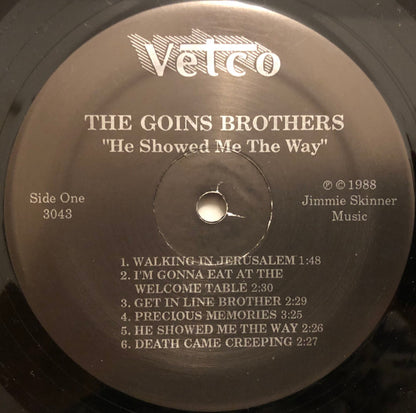 Vetco
THE GOINS BROTHERS
"He Showed Me The Way"
Side One
3043
℗ © 1988
Jimmie Skinner
Music
1. WALKING IN JERUSALEM 1:48
2. I'M GONNA EAT AT THE
WELCOME TABLE 2:30
3. GET IN LINE BROTHER 2:29
4. PRECIOUS MEMORIES 3:25
5. HE SHOWED ME THE WAY 2:26
6. DEATH CAME CREEPING 2:27